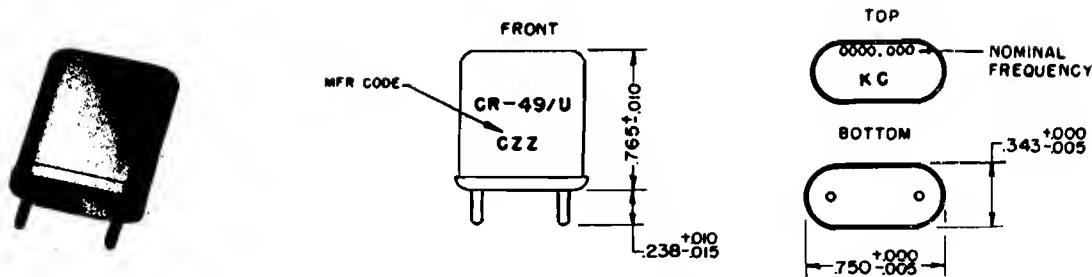 FRONT
MFR CODE
CR-49/U
CZZ
.765±.010
.238 +.010 -.015
TOP
0000.000
KC
NOMINAL
FREQUENCY
BOTTOM
.343 +.000 -.005
.750 +.000 -.005